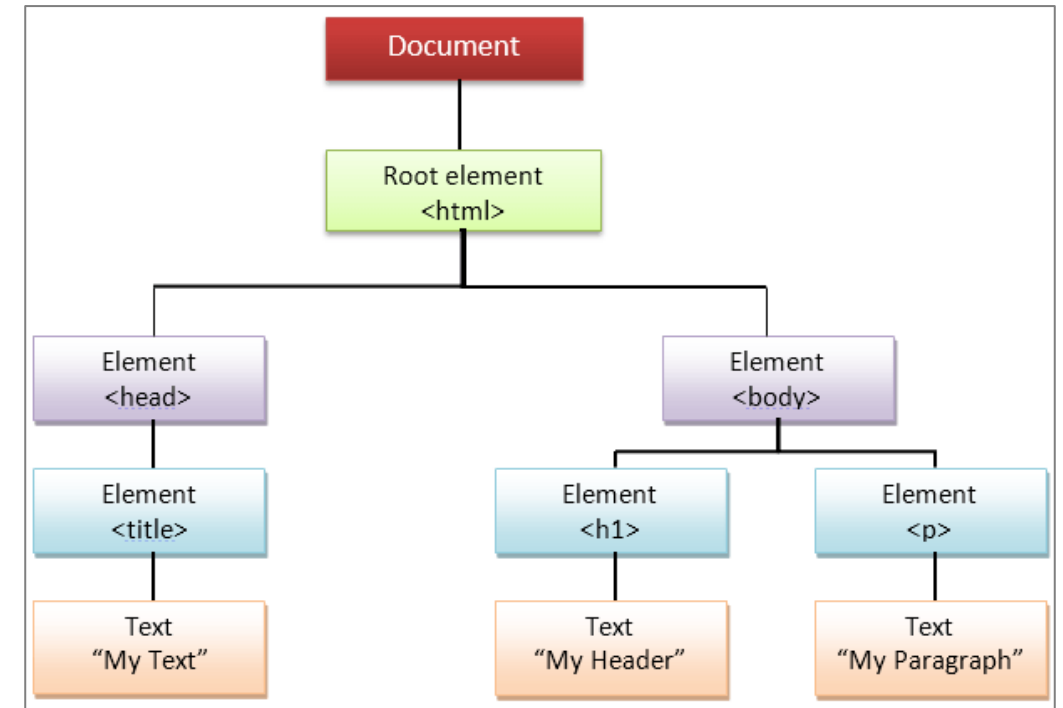 Document
Root element
<html>
Element
<head>
Element
<body>
Element
<title>
Element
<h1>
Element
<p>
Text
“My Text”
Text
“My Header”
Text
“My Paragraph”